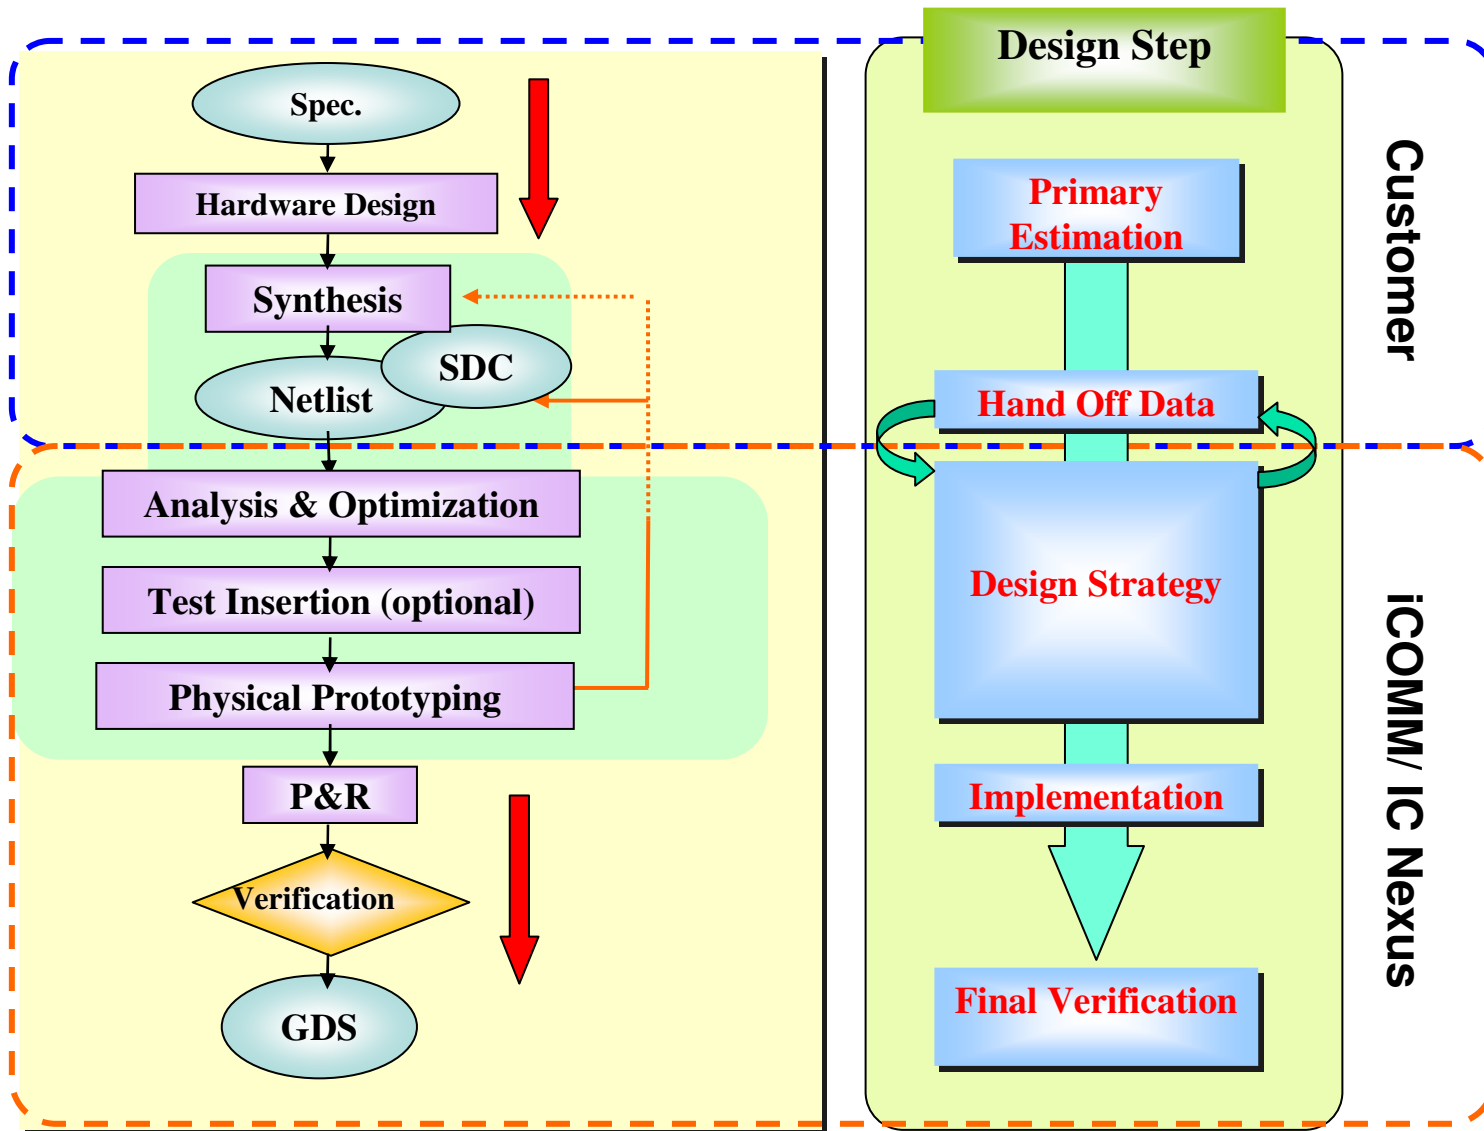 Spec.
Hardware Design
Synthesis
SDC
Netlist
Analysis & Optimization
Test Insertion (optional)
Physical Prototyping
P&R
Verification
GDS
Design Step
Primary
Estimation
Hand Off Data
Design Strategy
Implementation
Final Verification
Customer
iCOMM/ IC Nexus